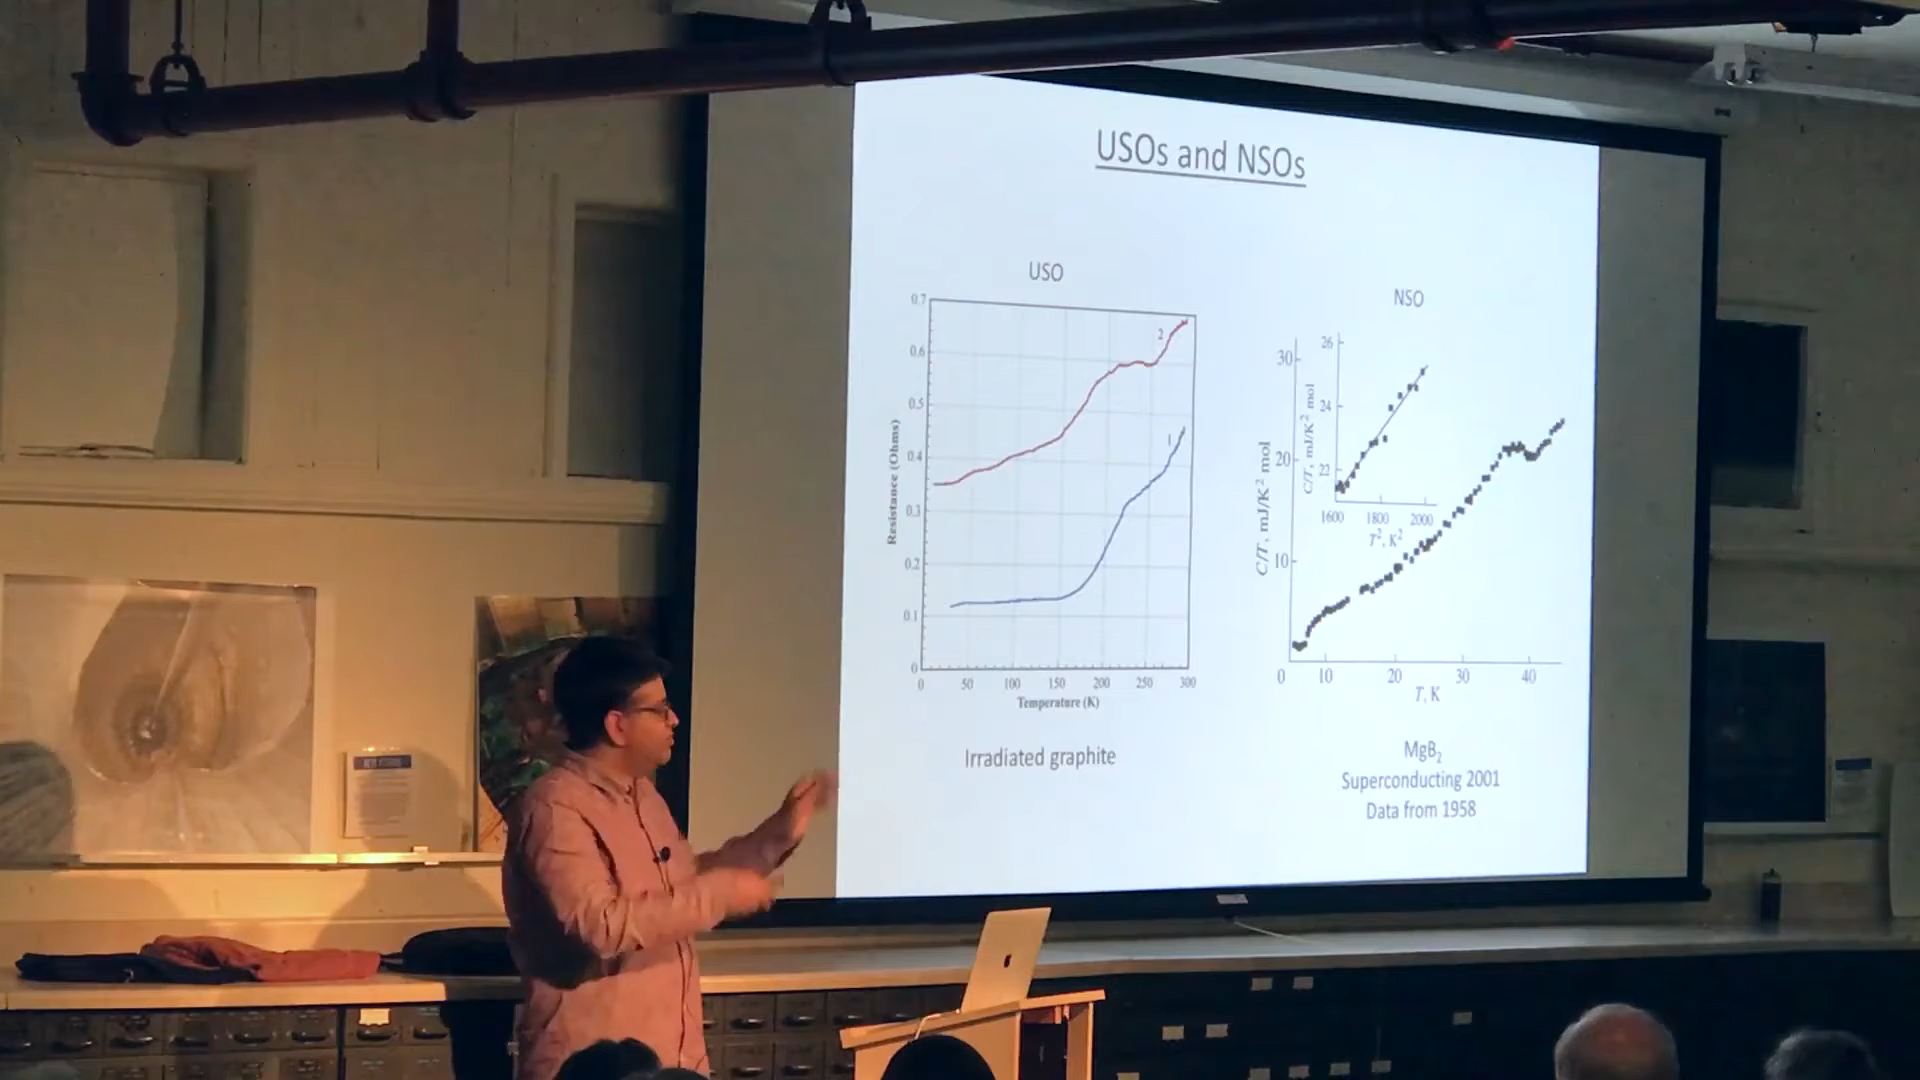 USOs and NSOs
USO
0.7
0.6
0.5
0.4
0.3
0.2
0.1
0
Resistance (Ohms)
2
1
0 50 100 150 200 250 300
Temperature (K)
Irradiated graphite
NSO
30
20
10
C/T, mJ/K² mol
26
24
22
C/T, mJ/K² mol
1600 1800 2000
T², K²
0 10 20 30 40
T, K
MgB₂
Superconducting 2001
Data from 1958